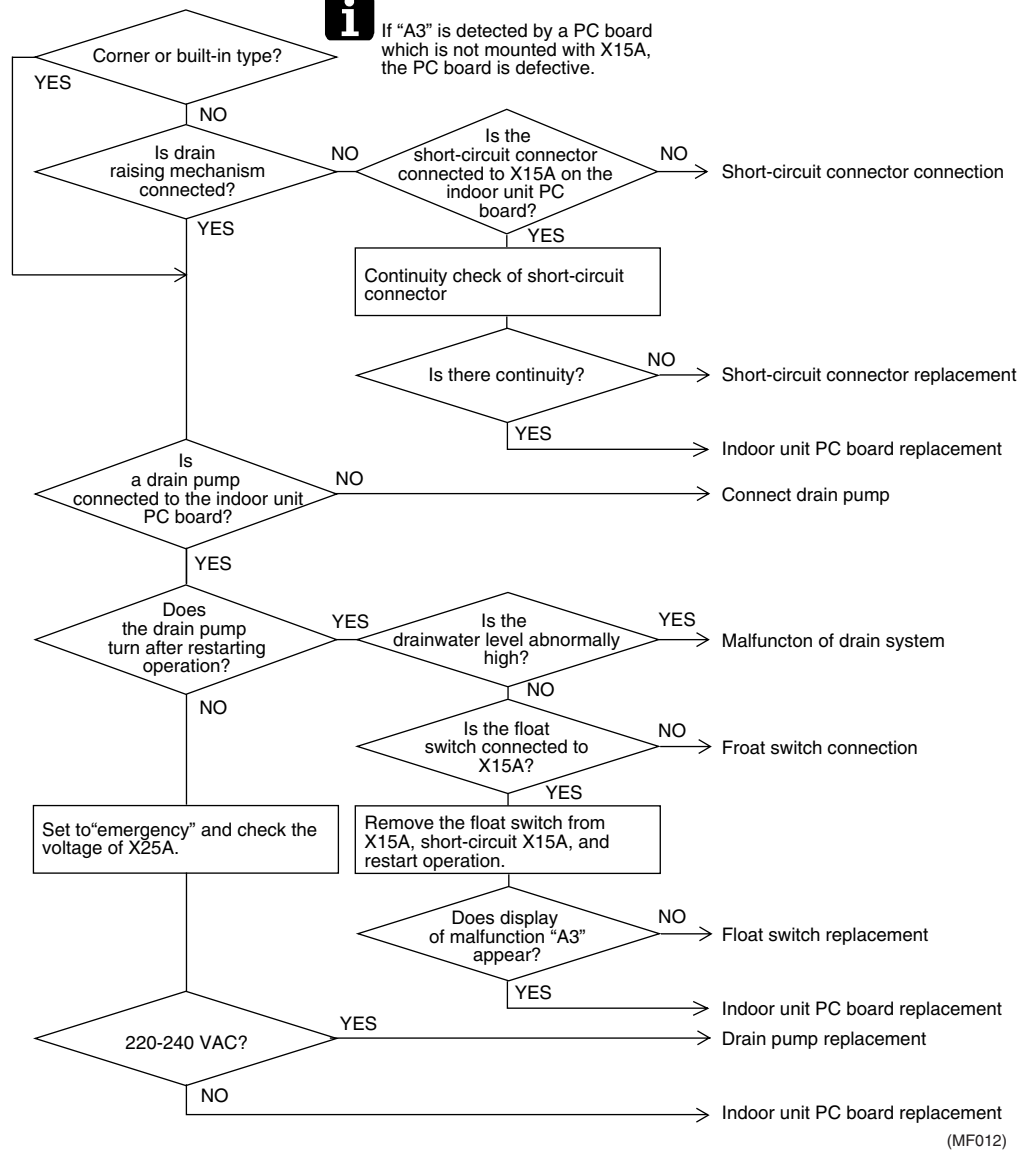 i
If “A3” is detected by a PC board
which is not mounted with X15A,
the PC board is defective.
Corner or built-in type?
YES
NO
Is drain
raising mechanism
connected?
NO
YES
Is the
short-circuit connector
connected to X15A on the
indoor unit PC
board?
NO
Short-circuit connector connection
YES
Continuity check of short-circuit
connector
Is there continuity?
NO
Short-circuit connector replacement
YES
Indoor unit PC board replacement
Is
a drain pump
connected to the indoor unit
PC board?
NO
Connect drain pump
YES
Does
the drain pump
turn after restarting
operation?
YES
NO
Is the
drainwater level abnormally
high?
YES
Malfuncton of drain system
NO
Is the float
switch connected to
X15A?
NO
Froat switch connection
YES
Set to“emergency” and check the
voltage of X25A.
Remove the float switch from
X15A, short-circuit X15A, and
restart operation.
Does display
of malfunction “A3”
appear?
NO
Float switch replacement
YES
Indoor unit PC board replacement
220-240 VAC?
YES
Drain pump replacement
NO
Indoor unit PC board replacement
(MF012)